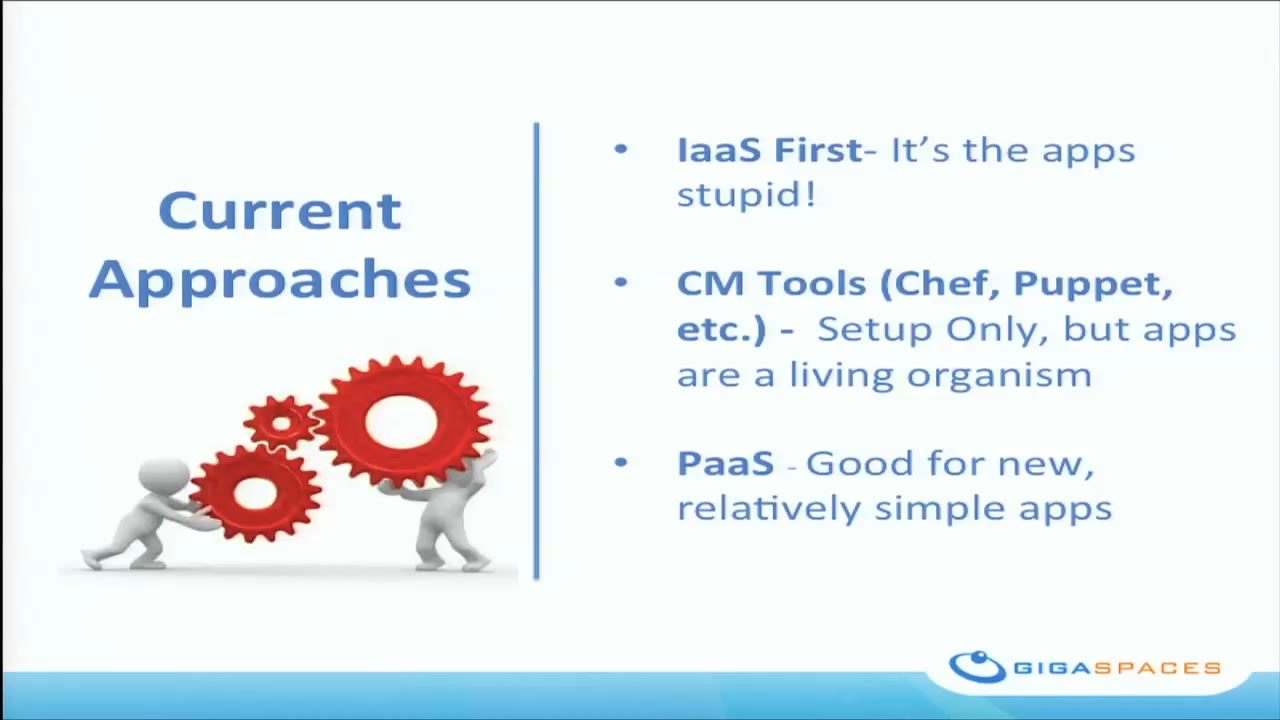 Current
Approaches
• IaaS First- It's the apps
stupid!
• CM Tools (Chef, Puppet,
etc.) - Setup Only, but apps
are a living organism
• PaaS - Good for new,
relatively simple apps
GIGASPACES